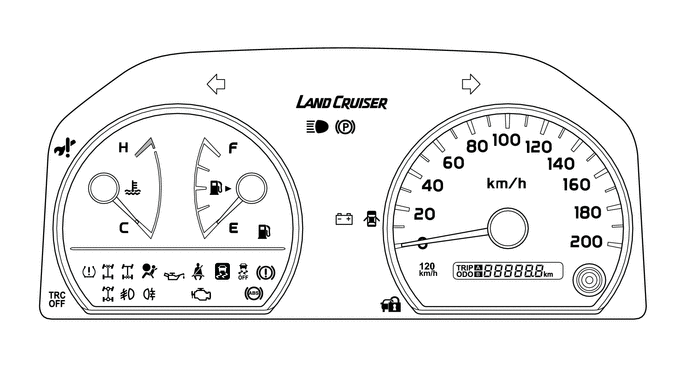 LAND CRUISER
P
H
F
C
E
OFF
ABS
TRC
OFF
0
20
40
60
80
100
120
140
160
180
200
km/h
120
km/h
TRIP A
ODO B
888888.8 km